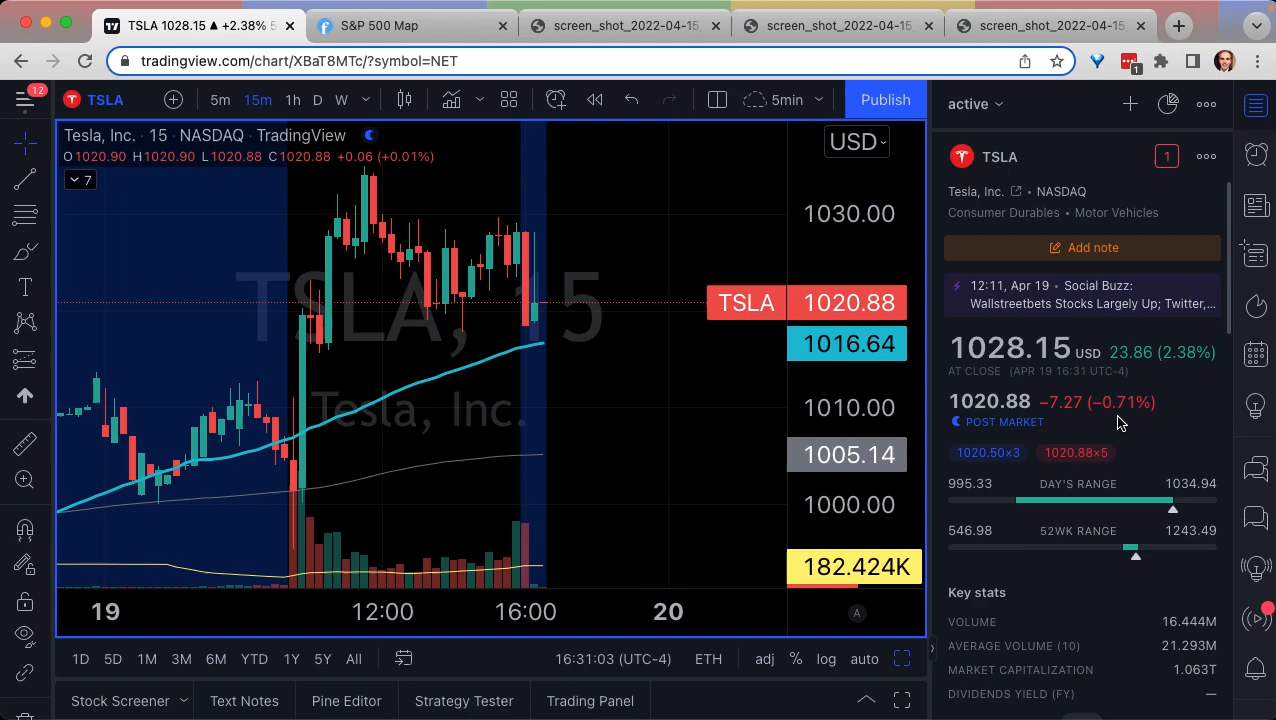 TSLA 1028.15 ▲ +2.38% 5
S&P 500 Map
screen_shot_2022-04-15
screen_shot_2022-04-15
screen_shot_2022-04-15
tradingview.com/chart/XBaT8MTc/?symbol=NET
1
12
TSLA
5m 15m 1h D W
5min
Publish
active
Tesla, Inc. · 15 · NASDAQ · TradingView
O1020.90 H1020.90 L1020.88 C1020.88 +0.06 (+0.01%)
7
USD
TSLA, 15
Tesla, Inc.
1030.00
TSLA 1020.88
1016.64
1010.00
1005.14
1000.00
182.424K
19 12:00 16:00 20
A
1D 5D 1M 3M 6M YTD 1Y 5Y All
16:31:03 (UTC-4) ETH adj % log auto
Stock Screener Text Notes Pine Editor Strategy Tester Trading Panel
TSLA
1
Tesla, Inc. • NASDAQ
Consumer Durables • Motor Vehicles
Add note
12:11, Apr 19 • Social Buzz:
Wallstreetbets Stocks Largely Up; Twitter,...
1028.15 USD 23.86 (2.38%)
AT CLOSE (APR 19 16:31 UTC-4)
1020.88 −7.27 (−0.71%)
POST MARKET
1020.50×3 1020.88×5
995.33 DAY'S RANGE 1034.94
546.98 52WK RANGE 1243.49
Key stats
VOLUME 16.444M
AVERAGE VOLUME (10) 21.293M
MARKET CAPITALIZATION 1.063T
DIVIDENDS YIELD (FY) —